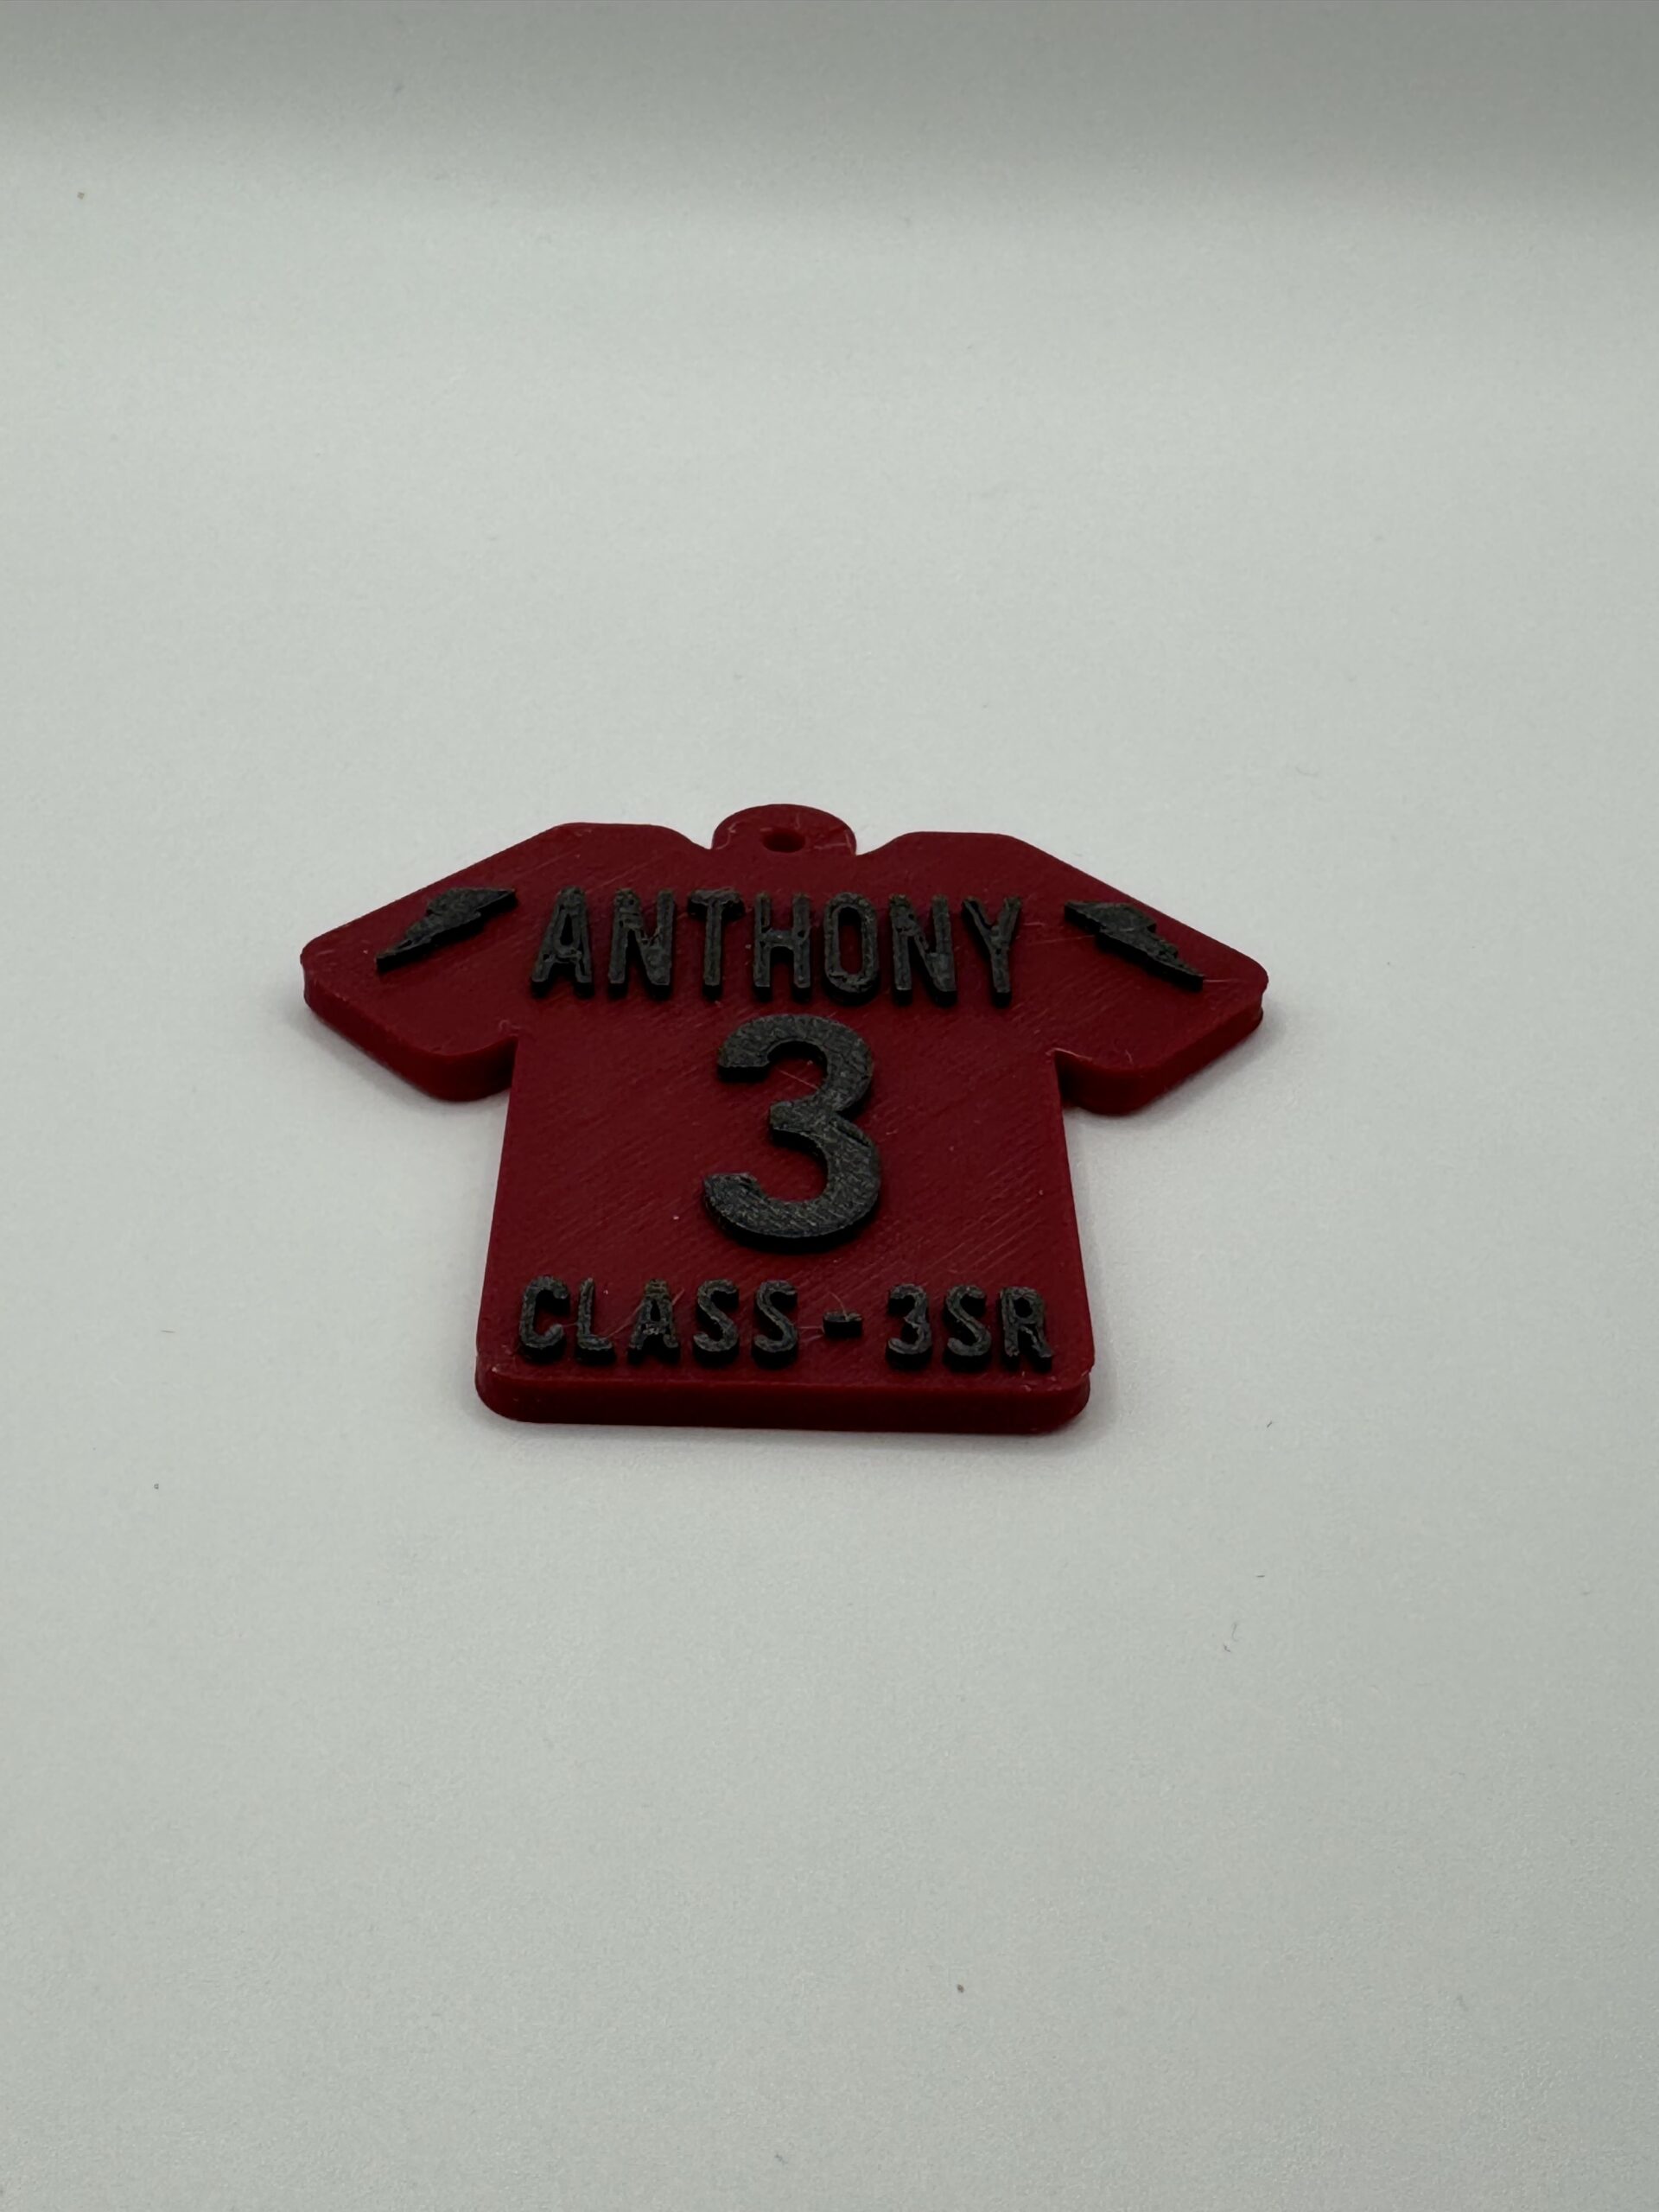 ANTHONY
3
CLASS - 3SR